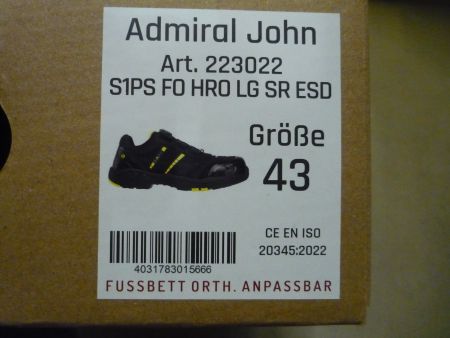 Admiral John
Art. 223022
S1PS FO HRO LG SR ESD
Größe
43
CE EN ISO
20345:2022
4031783015666
FUSSBETT ORTH. ANPASSBAR